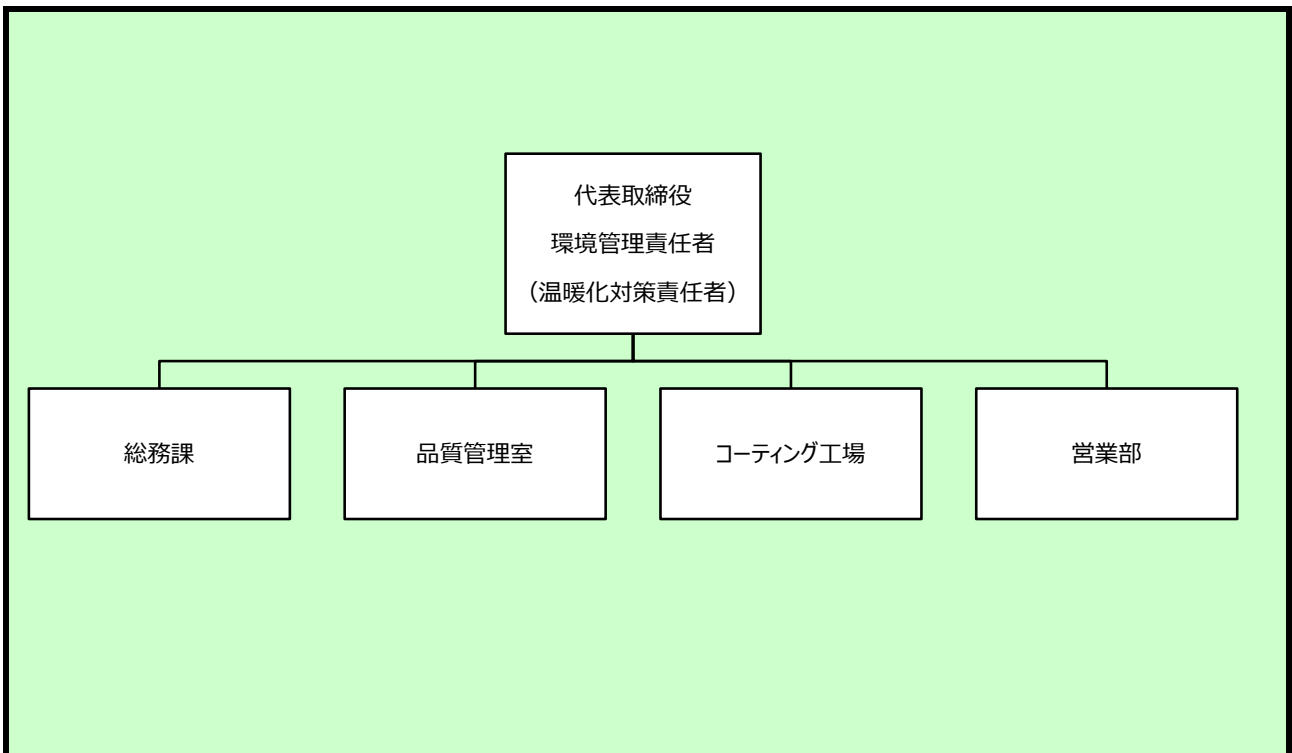 代表取締役
環境管理責任者
（温暖化対策責任者）
総務課
品質管理室
コーティング工場
営業部